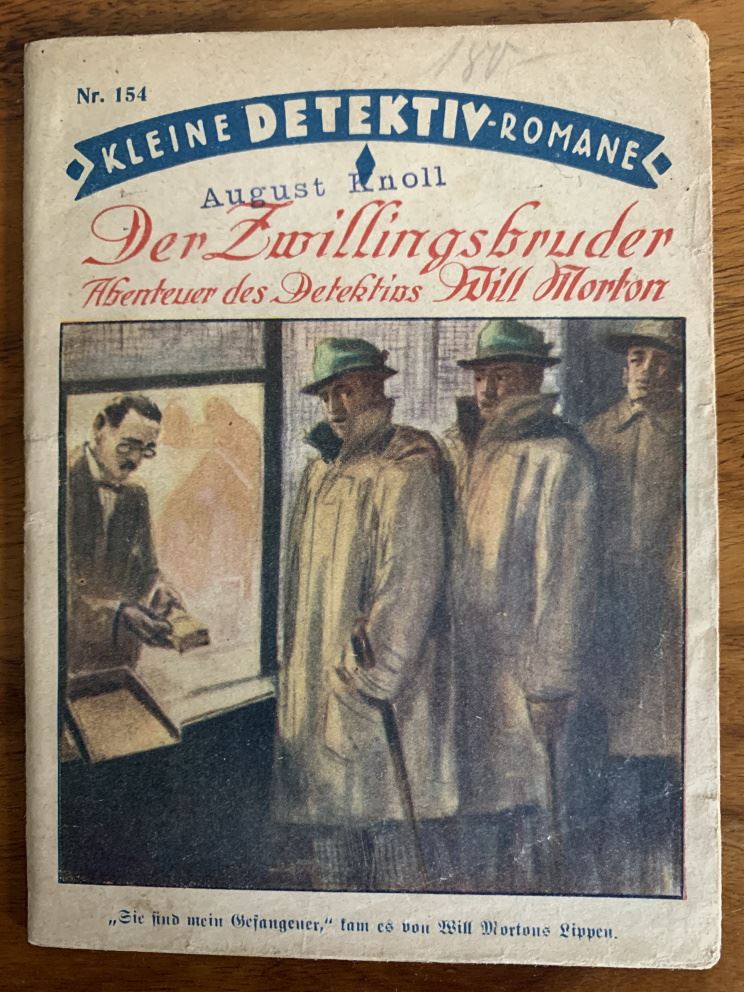 180-
Nr. 154
KLEINE DETEKTIV-ROMANE
August Knoll
Der Zwillingsbruder
Abenteuer des Detektivs Will Morton
„Sie sind mein Gefangener,“ kam es von Will Mortons Lippen.